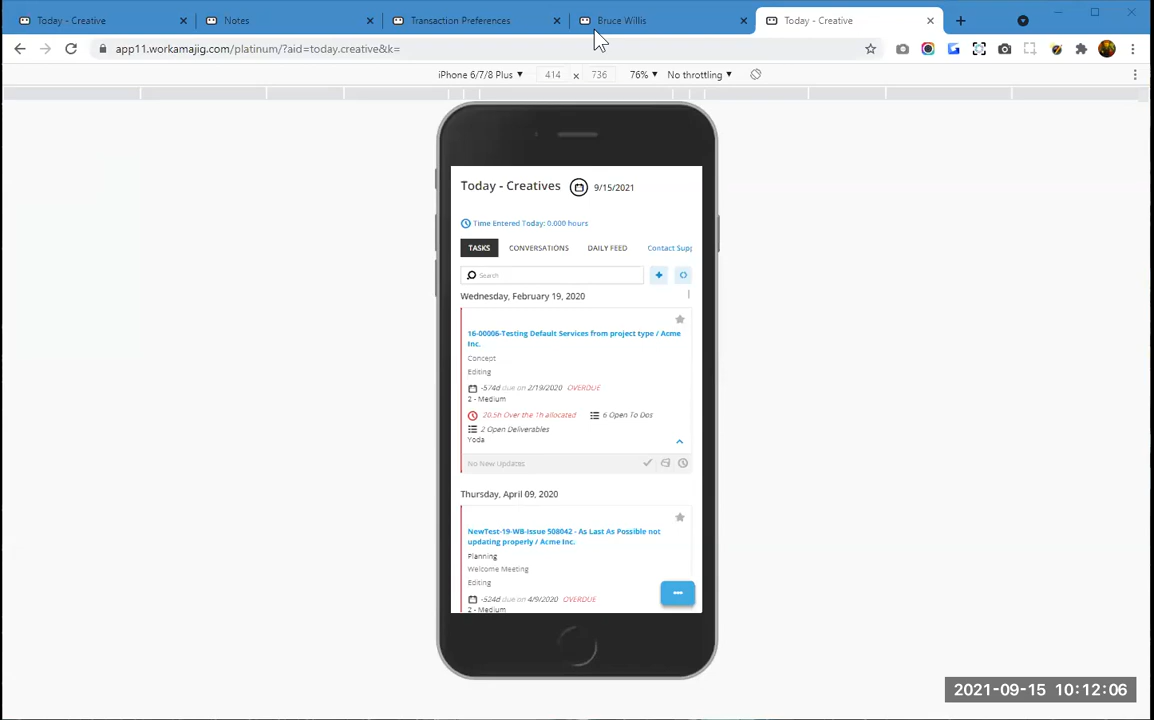 Today - Creative
Notes
Transaction Preferences
Bruce Willis
Today - Creative
app11.workamajig.com/platinum/?aid=today.creative&k=
iPhone 6/7/8 Plus 414 x 736 76% No throttling
Today - Creatives 9/15/2021
Time Entered Today: 0.000 hours
TASKS CONVERSATIONS DAILY FEED Contact Supp
Search
Wednesday, February 19, 2020
16-00006-Testing Default Services from project type / Acme
Inc.
Concept
Editing
-574d due on 2/19/2020 OVERDUE
2 - Medium
20.5h Over the 1h allocated 6 Open To Dos
2 Open Deliverables
Yoda
No New Updates
Thursday, April 09, 2020
NewTest-19-WB-Issue 508042 - As Last As Possible not
updating properly / Acme Inc.
Planning
Welcome Meeting
Editing
-524d due on 4/9/2020 OVERDUE
2 - Medium
2021-09-15 10:12:06